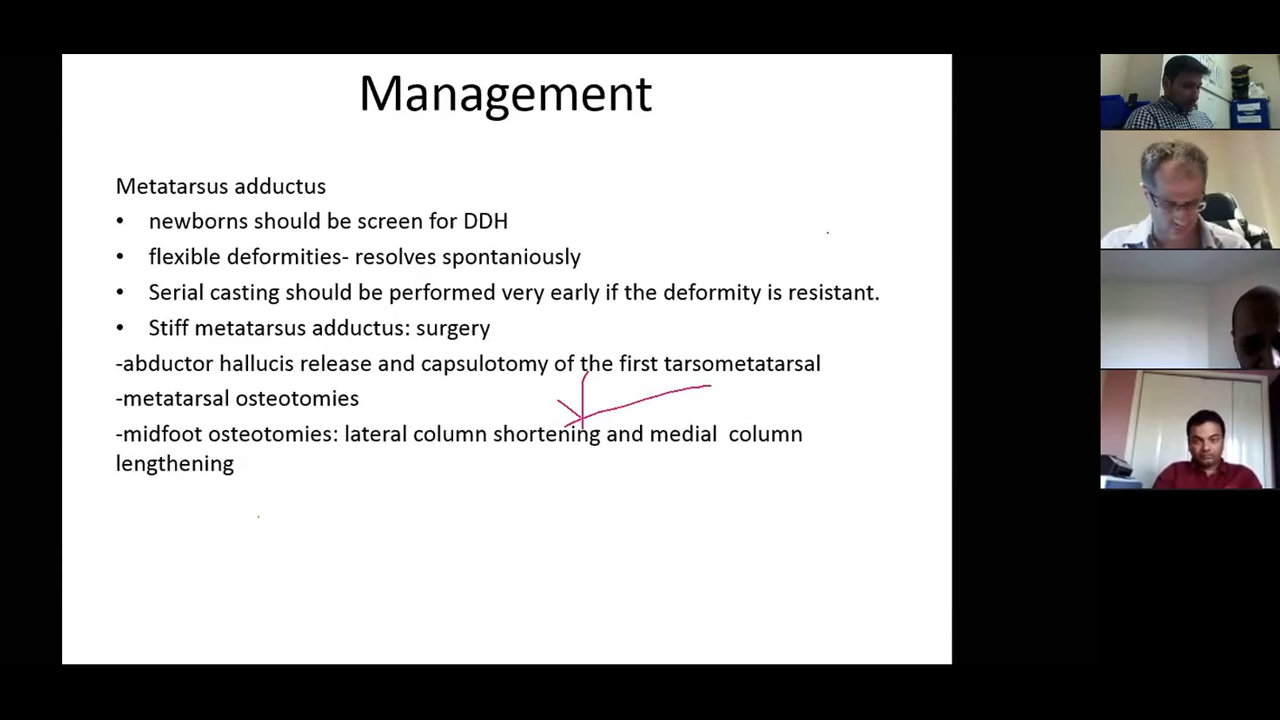 Management
Metatarsus adductus
• newborns should be screen for DDH
• flexible deformities- resolves spontaniously
• Serial casting should be performed very early if the deformity is resistant.
• Stiff metatarsus adductus: surgery
-abductor hallucis release and capsulotomy of the first tarsometatarsal
-metatarsal osteotomies
-midfoot osteotomies: lateral column shortening and medial column
lengthening